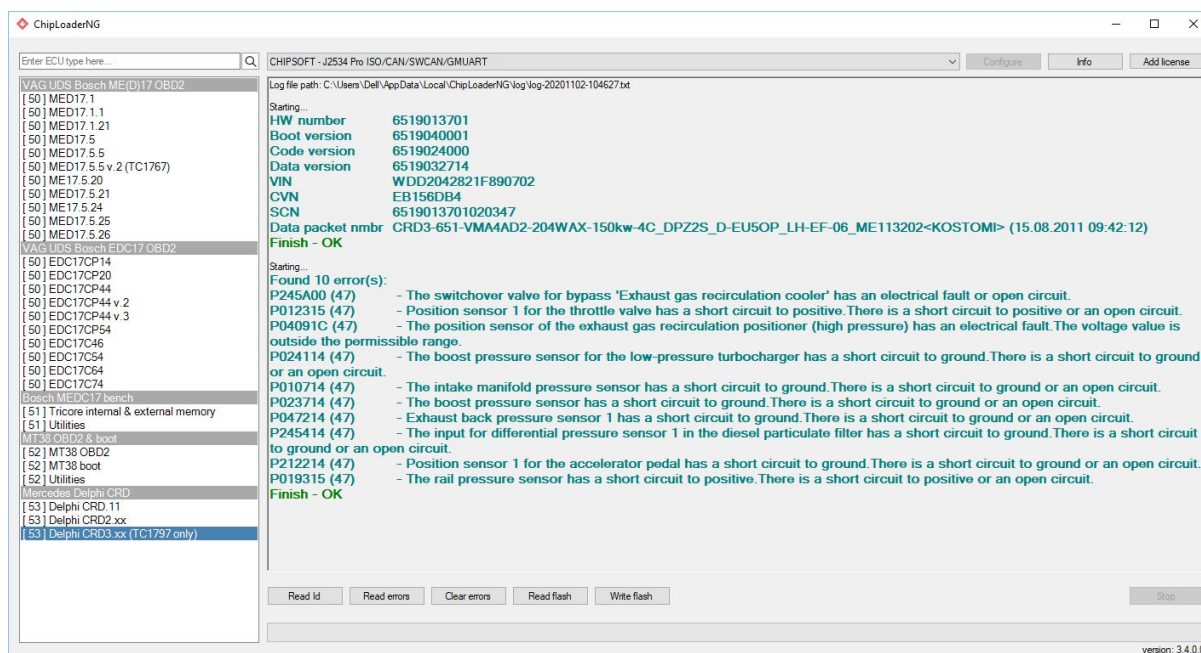 ChipLoaderNG
Enter ECU type here...
CHIPSOFT - J2534 Pro ISO/CAN/SWCAN/GMUART
Configure
Info
Add license
VAG UDS Bosch ME(D)17 OBD2
[ 50 ] MED17.1
[ 50 ] MED17.1.1
[ 50 ] MED17.1.21
[ 50 ] MED17.5
[ 50 ] MED17.5.5
[ 50 ] MED17.5.5 v.2 (TC1767)
[ 50 ] ME17.5.20
[ 50 ] MED17.5.21
[ 50 ] ME17.5.24
[ 50 ] MED17.5.25
[ 50 ] MED17.5.26
VAG UDS Bosch EDC17 OBD2
[ 50 ] EDC17CP14
[ 50 ] EDC17CP20
[ 50 ] EDC17CP44
[ 50 ] EDC17CP44 v.2
[ 50 ] EDC17CP44 v.3
[ 50 ] EDC17CP54
[ 50 ] EDC17C46
[ 50 ] EDC17C54
[ 50 ] EDC17C64
[ 50 ] EDC17C74
Bosch MEDC17 bench
[ 51 ] Tricore internal & external memory
[ 51 ] Utilities
MT38 OBD2 & boot
[ 52 ] MT38 OBD2
[ 52 ] MT38 boot
[ 52 ] Utilities
Mercedes Delphi CRD
[ 53 ] Delphi CRD.11
[ 53 ] Delphi CRD2.xx
[ 53 ] Delphi CRD3.xx (TC1797 only)
Log file path: C:\Users\Dell\AppData\Local\ChipLoaderNG\log\log-20201102-104627.txt
Starting...
HW number 6519013701
Boot version 6519040001
Code version 6519024000
Data version 6519032714
VIN WDD2042821F890702
CVN EB156DB4
SCN 6519013701020347
Data packet nmbr CRD3-651-VMA4AD2-204WAX-150kw-4C_DPZ2S_D-EU5OP_LH-EF-06_ME113202<KOSTOMI> (15.08.2011 09:42:12)
Finish - OK
Starting...
Found 10 error(s):
P245A00 (47) - The switchover valve for bypass 'Exhaust gas recirculation cooler' has an electrical fault or open circuit.
P012315 (47) - Position sensor 1 for the throttle valve has a short circuit to positive.There is a short circuit to positive or an open circuit.
P04091C (47) - The position sensor of the exhaust gas recirculation positioner (high pressure) has an electrical fault.The voltage value is
outside the permissible range.
P024114 (47) - The boost pressure sensor for the low-pressure turbocharger has a short circuit to ground.There is a short circuit to ground
or an open circuit.
P010714 (47) - The intake manifold pressure sensor has a short circuit to ground.There is a short circuit to ground or an open circuit.
P023714 (47) - The boost pressure sensor has a short circuit to ground.There is a short circuit to ground or an open circuit.
P047214 (47) - Exhaust back pressure sensor 1 has a short circuit to ground.There is a short circuit to ground or an open circuit.
P245414 (47) - The input for differential pressure sensor 1 in the diesel particulate filter has a short circuit to ground.There is a short circuit
to ground or an open circuit.
P212214 (47) - Position sensor 1 for the accelerator pedal has a short circuit to ground.There is a short circuit to ground or an open circuit.
P019315 (47) - The rail pressure sensor has a short circuit to positive.There is a short circuit to positive or an open circuit.
Finish - OK
Read Id
Read errors
Clear errors
Read flash
Write flash
Stop
version: 3.4.0.